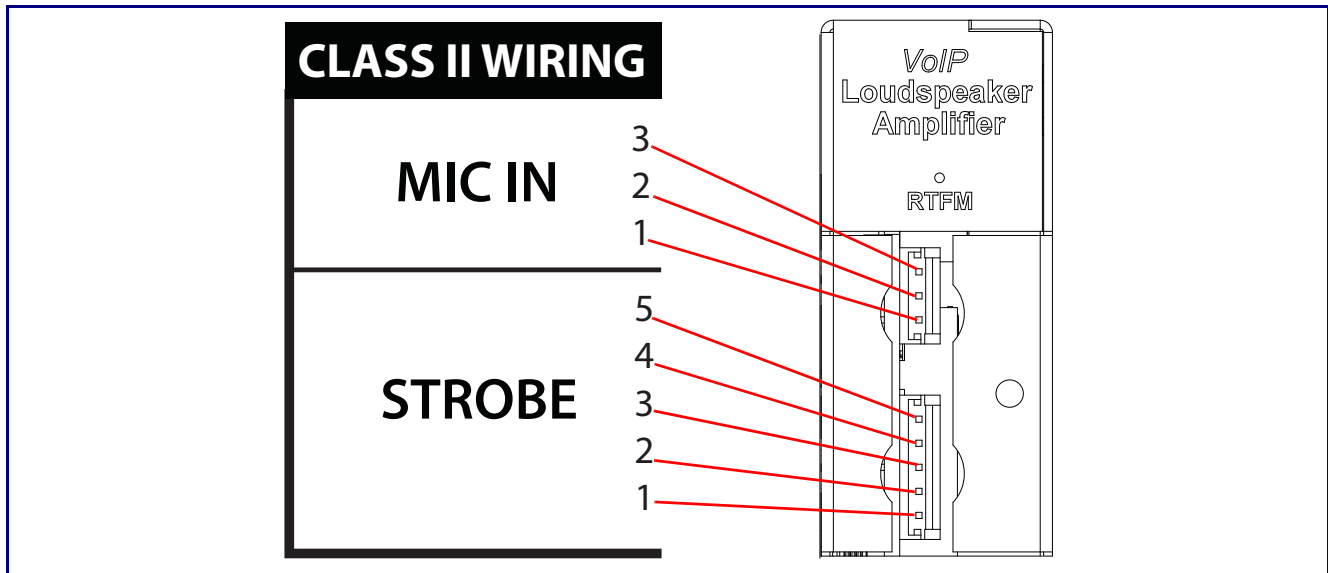 CLASS II WIRING
MIC IN
3
2
1
STROBE
5
4
3
2
1
VoIP
Loudspeaker
Amplifier
RTFM